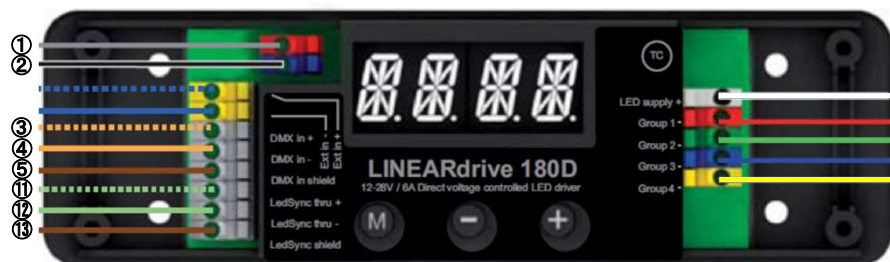 ①
②
③
④
⑤
⑪
⑫
⑬
Ext in -
Ext in +
DMX in +
DMX in -
DMX in shield
LedSync thru +
LedSync thru -
LedSync shield
LINEARdrive 180D
12-28V / 6A Direct voltage controlled LED driver
M
-
+
TC
LED supply +
Group 1 -
Group 2 -
Group 3 -
Group4 -